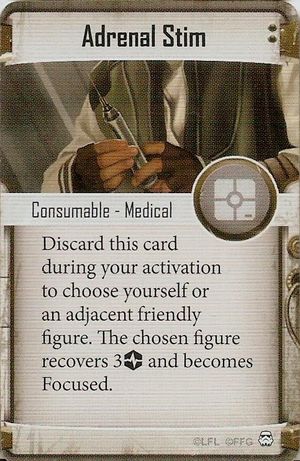 Adrenal Stim
Consumable - Medical
Discard this card
during your activation
to choose yourself or
an adjacent friendly
figure. The chosen figure
recovers 3 and becomes
Focused.
©LFL ©FFG